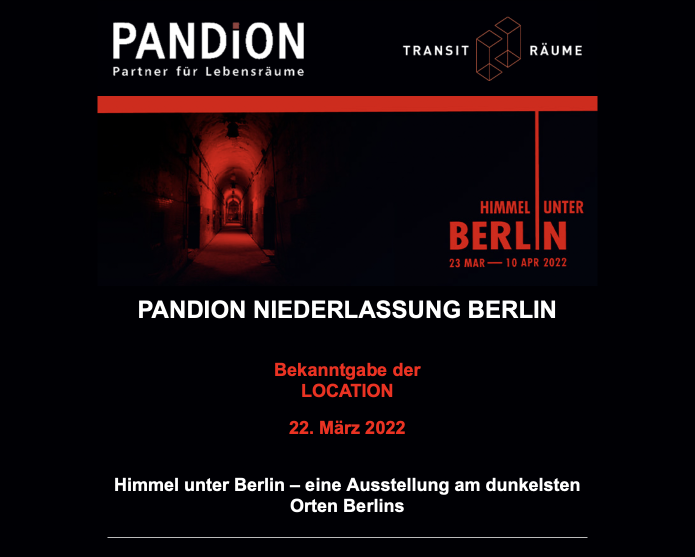 PANDION
Partner für Lebensräume
TRANSIT RÄUME
HIMMEL UNTER
BERLIN
23 MAR — 10 APR 2022
PANDION NIEDERLASSUNG BERLIN
Bekanntgabe der
LOCATION
22. März 2022
Himmel unter Berlin – eine Ausstellung am dunkelsten
Orten Berlins